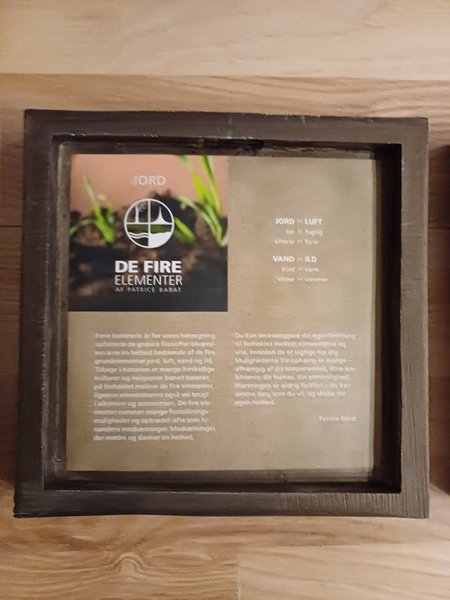 JORD
DE FIRE
ELEMENTER
AF PATRICE BARAT
JORD >< LUFT
tør >< fugtig
efterår >< forår
VAND >< ILD
kold >< varm
vinter >< sommer
Flere hundrede år før vores tidsregning
opfattede de græske filosoffer tilværel-
sen som en helhed bestående af de fire
grundelementer jord, luft, vand og ild.
Tilbage i historien er mange forskellige
kulturer og religioner blevet baseret
på forholdet mellem de fire elementer,
ligesom elementlæren også ses brugt
i alkymien og astronomien. De fire ele-
menter rummer mange fortolknings-
muligheder og optræder ofte som hi-
nandens modsætninger. Modsætninger,
der mødes og danner en helhed.
Du kan anskueliggøre din egen holdning
til forholdet mellem elementerne og
vise, hvordan de er vigtige for dig.
Mulighederne for ophæng er mange –
afhængig af dit temperament, dine am-
bitioner, dit humør, din personlighed.
Placeringen er aldrig fastlåst – du kan
ændre den, som du vil, og skabe din
egen helhed.
Patrice Barat